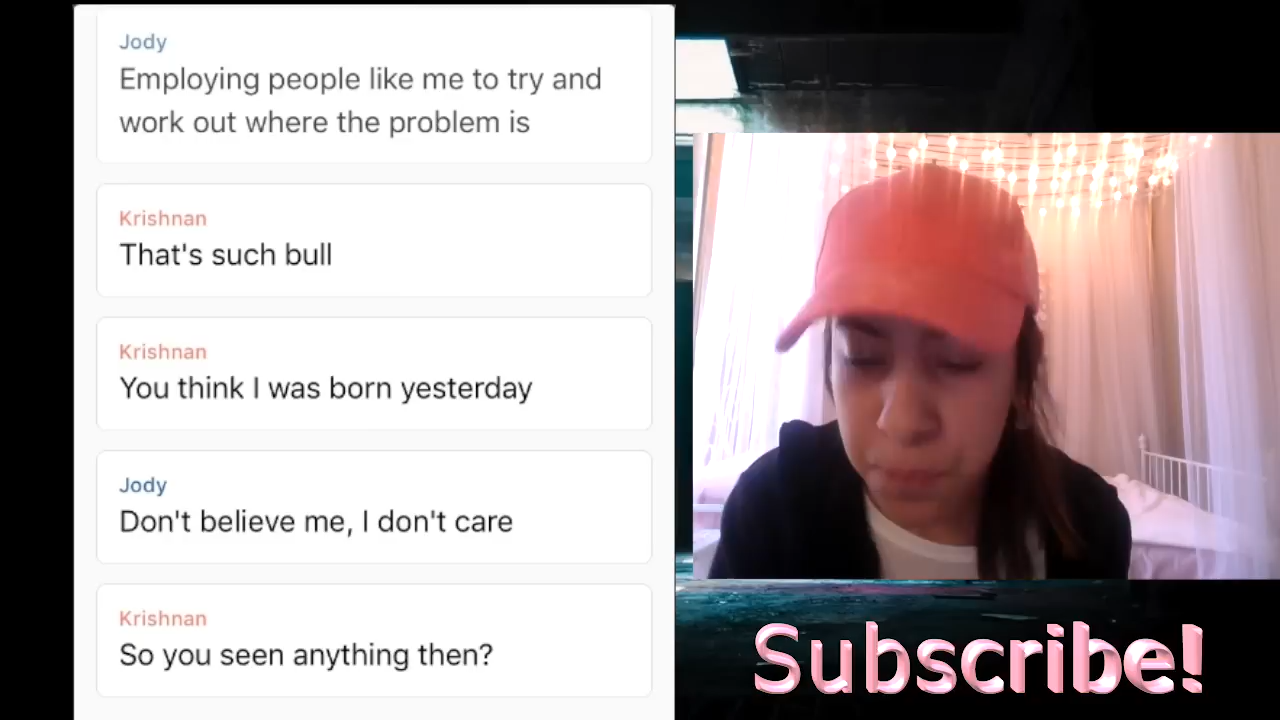 Jody
Employing people like me to try and
work out where the problem is
Krishnan
That's such bull
Krishnan
You think I was born yesterday
Jody
Don't believe me, I don't care
Krishnan
So you seen anything then?
Subscribe!